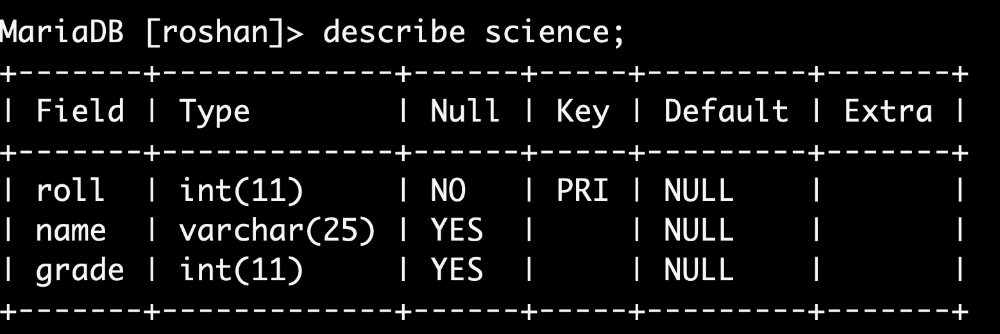 MariaDB [roshan]> describe science;
+-------+-------------+------+-----+---------+-------+
| Field | Type        | Null | Key | Default | Extra |
+-------+-------------+------+-----+---------+-------+
| roll  | int(11)     | NO   | PRI | NULL    |       |
| name  | varchar(25) | YES  |     | NULL    |       |
| grade | int(11)     | YES  |     | NULL    |       |
+-------+-------------+------+-----+---------+-------+